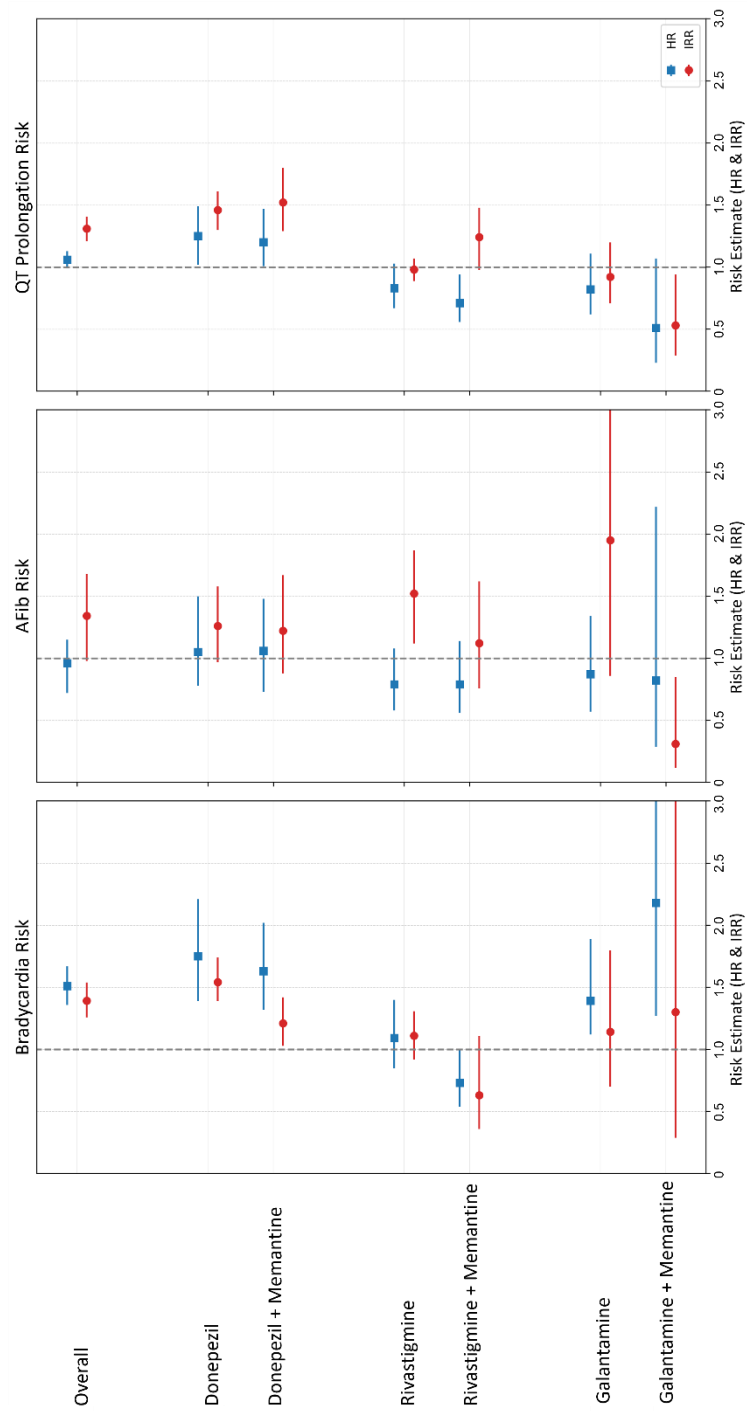 Bradycardia Risk
AFib Risk
QT Prolongation Risk
Overall
Donepezil
Donepezil + Memantine
Rivastigmine
Rivastigmine + Memantine
Galantamine
Galantamine + Memantine
HR
IRR
0 0.5 1.0 1.5 2.0 2.5 3.0
0 0.5 1.0 1.5 2.0 2.5 3.0
0 0.5 1.0 1.5 2.0 2.5 3.0
Risk Estimate (HR & IRR)
Risk Estimate (HR & IRR)
Risk Estimate (HR & IRR)